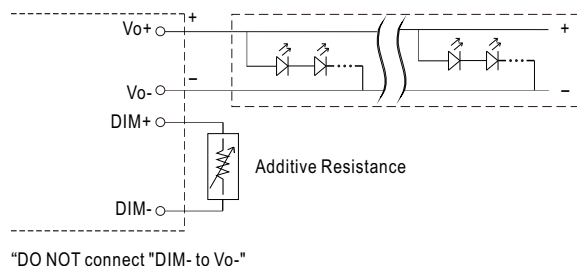 Vo+
+
+
Vo-
−
−
DIM+
Additive Resistance
DIM-
“DO NOT connect "DIM- to Vo-"